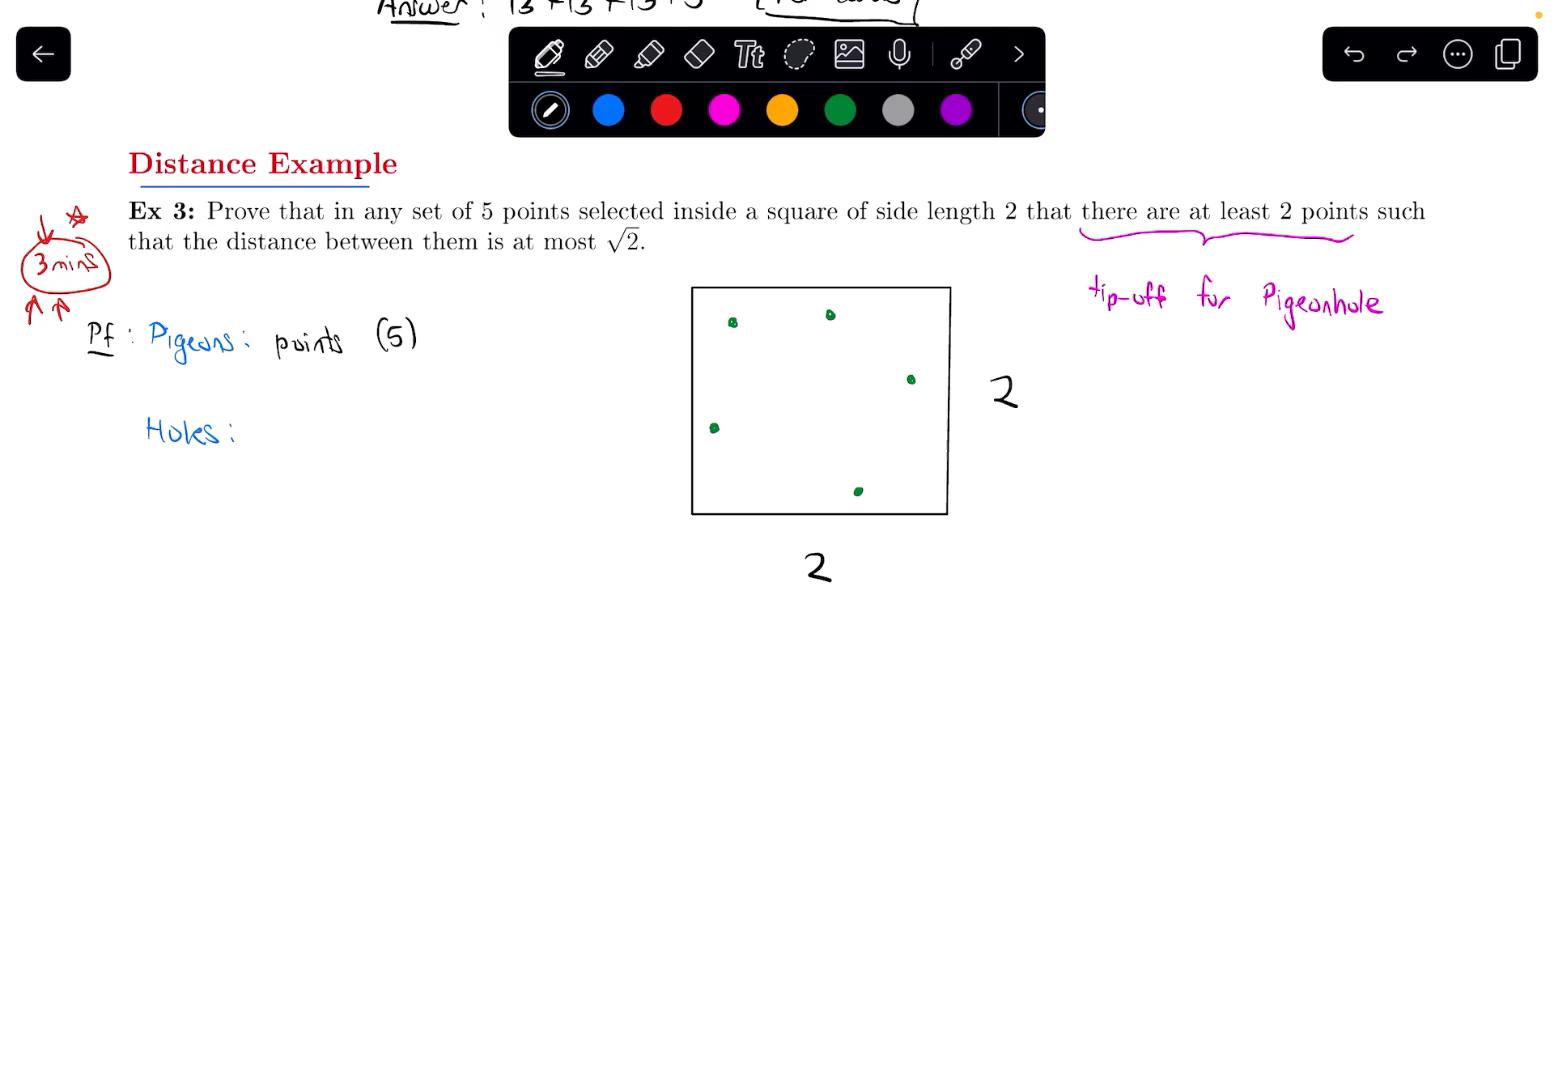 Answer:
Tt
Distance Example
Ex 3: Prove that in any set of 5 points selected inside a square of side length 2 that there are at least 2 points such
that the distance between them is at most √2.
3 mins
tip-off for Pigeonhole
Pf: Pigeons: points (5)
2
Holes:
2